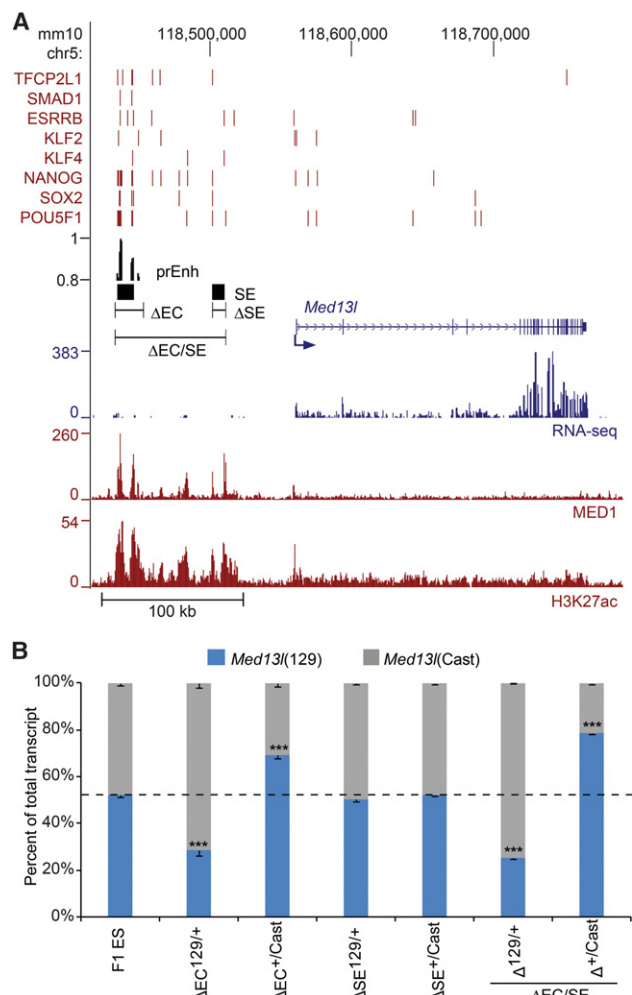 A
mm10
chr5:
118,500,000
118,600,000
118,700,000
TFCP2L1
SMAD1
ESRRB
KLF2
KLF4
NANOG
SOX2
POU5F1
1
0.8
prEnh
SE
ΔEC
ΔSE
ΔEC/SE
Med13l
383
0
RNA-seq
260
0
MED1
54
0
H3K27ac
100 kb
B
Med13l(129)
Med13l(Cast)
Percent of total transcript
100%
80%
60%
40%
20%
0%
***
***
***
***
F1 ES
ΔEC129/+
ΔEC+/Cast
ΔSE129/+
ΔSE+/Cast
Δ129/+
Δ+/Cast
ΔEC/SE